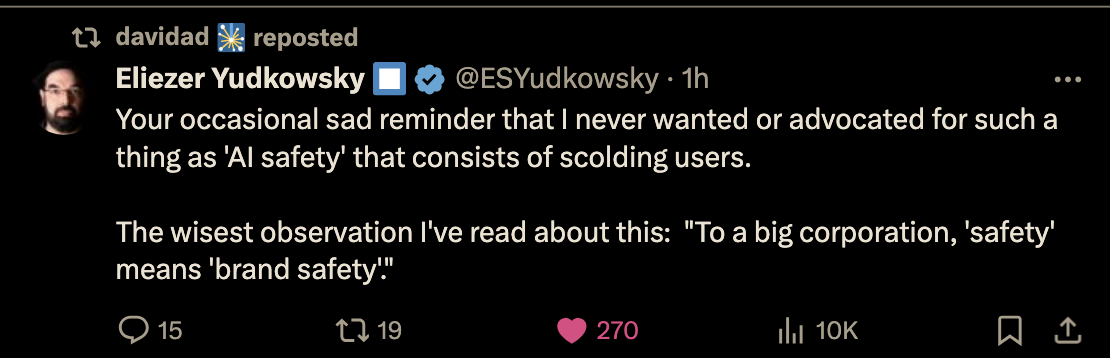 davidad reposted
Eliezer Yudkowsky @ESYudkowsky · 1h
Your occasional sad reminder that I never wanted or advocated for such a
thing as 'AI safety' that consists of scolding users.
The wisest observation I've read about this:  "To a big corporation, 'safety'
means 'brand safety'."
15 19 270 10K